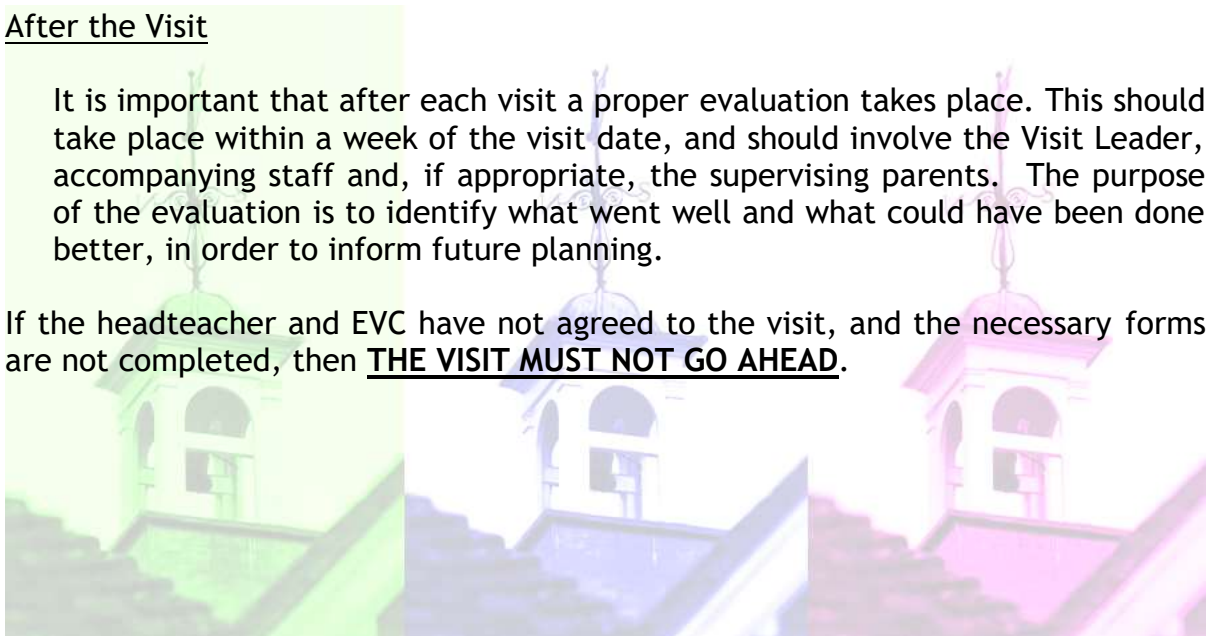 After the Visit
It is important that after each visit a proper evaluation takes place. This should
take place within a week of the visit date, and should involve the Visit Leader,
accompanying staff and, if appropriate, the supervising parents. The purpose
of the evaluation is to identify what went well and what could have been done
better, in order to inform future planning.
If the headteacher and EVC have not agreed to the visit, and the necessary forms
are not completed, then THE VISIT MUST NOT GO AHEAD.